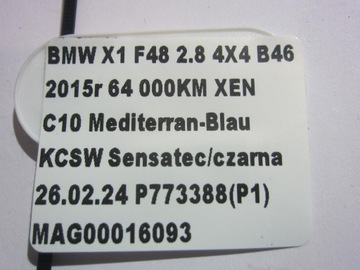 BMW X1 F48 2.8 4X4 B46
2015r 64 000KM XEN
C10 Mediterran-Blau
KCSW Sensatec/czarna
26.02.24 P773388(P1)
MAG00016093